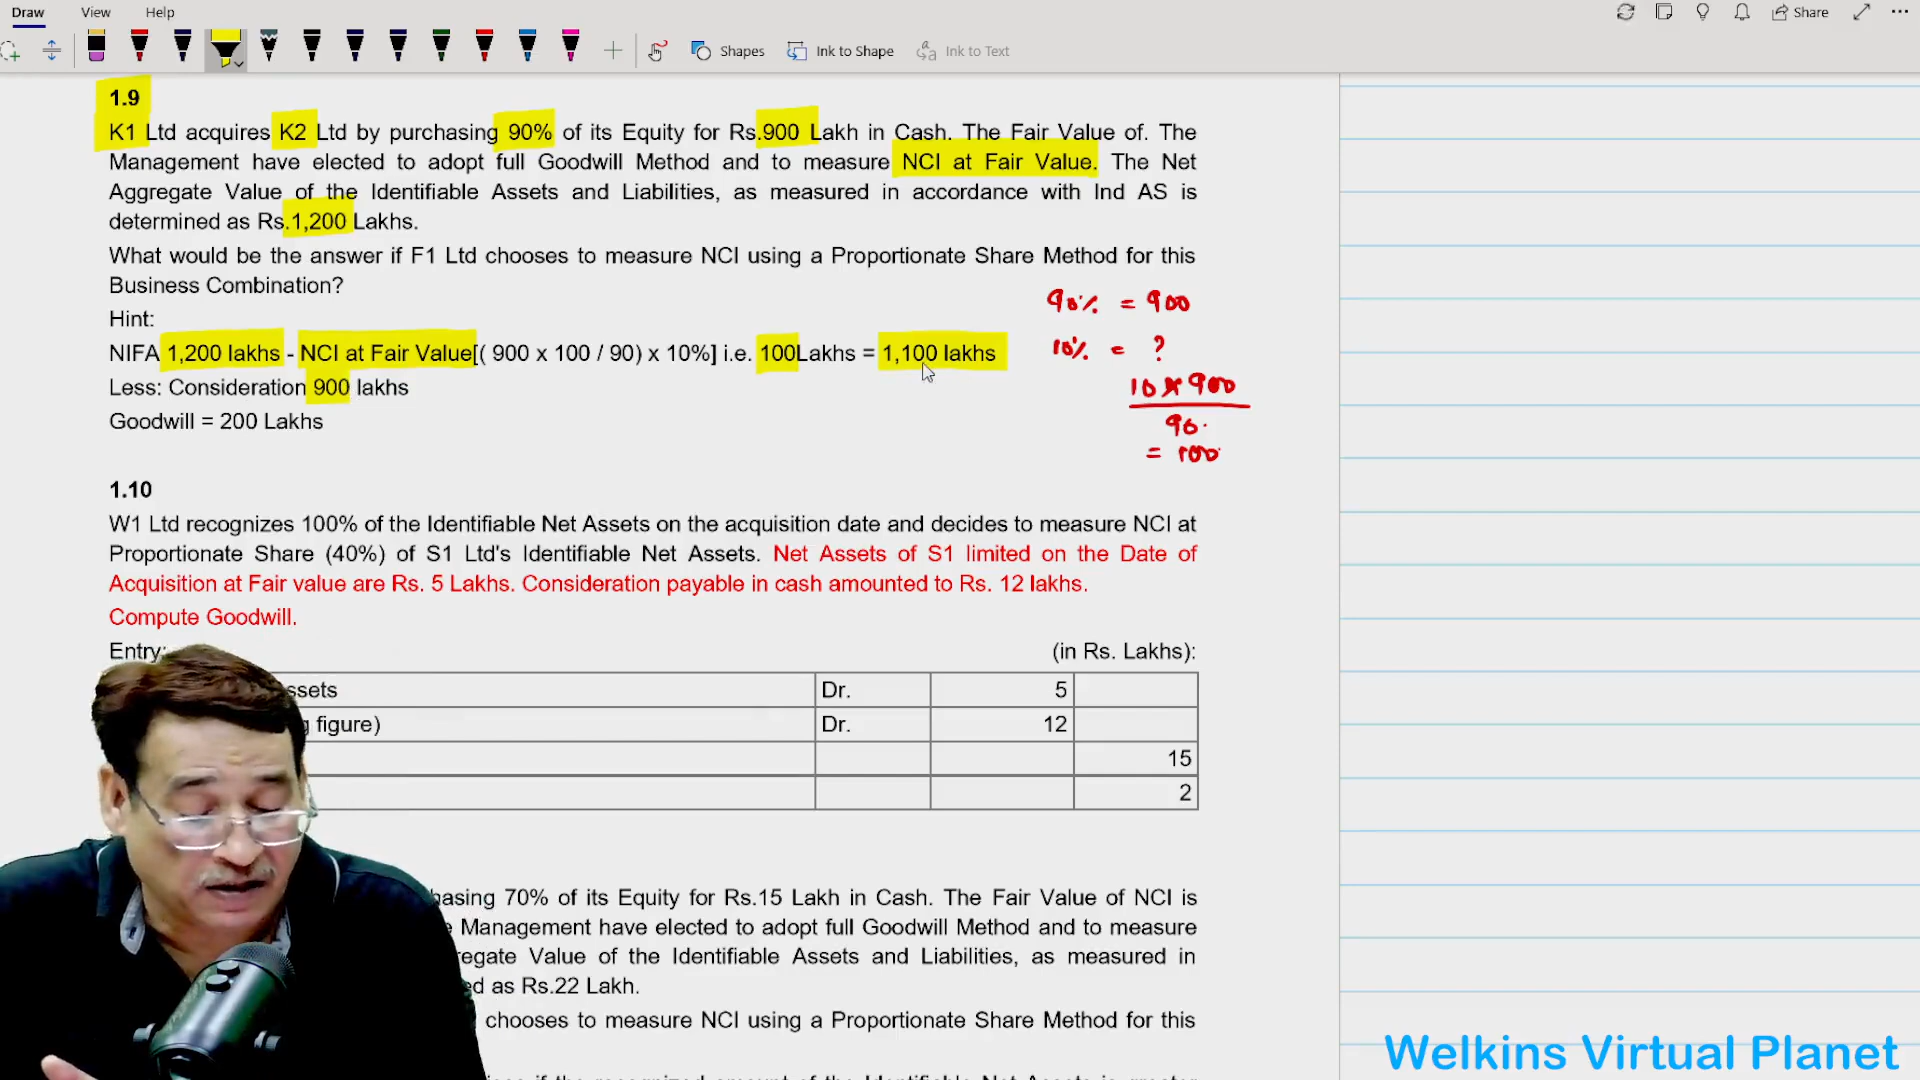 Draw View Help Share
Shapes Ink to Shape Ink to Text
1.9
K1 Ltd acquires K2 Ltd by purchasing 90% of its Equity for Rs.900 Lakh in Cash. The Fair Value of. The
Management have elected to adopt full Goodwill Method and to measure NCI at Fair Value. The Net
Aggregate Value of the Identifiable Assets and Liabilities, as measured in accordance with Ind AS is
determined as Rs.1,200 Lakhs.
What would be the answer if F1 Ltd chooses to measure NCI using a Proportionate Share Method for this
Business Combination?
Hint:
90% = 900
NIFA 1,200 lakhs - NCI at Fair Value[( 900 x 100 / 90) x 10%] i.e. 100Lakhs = 1,100 lakhs
10% = ?
Less: Consideration 900 lakhs
10 x 900
Goodwill = 200 Lakhs
90
= 100
1.10
W1 Ltd recognizes 100% of the Identifiable Net Assets on the acquisition date and decides to measure NCI at
Proportionate Share (40%) of S1 Ltd's Identifiable Net Assets. Net Assets of S1 limited on the Date of
Acquisition at Fair value are Rs. 5 Lakhs. Consideration payable in cash amounted to Rs. 12 lakhs.
Compute Goodwill.
Entry: (in Rs. Lakhs):
ssets Dr. 5
figure) Dr. 12
15
2
hasing 70% of its Equity for Rs.15 Lakh in Cash. The Fair Value of NCI is
Management have elected to adopt full Goodwill Method and to measure
regate Value of the Identifiable Assets and Liabilities, as measured in
ed as Rs.22 Lakh.
chooses to measure NCI using a Proportionate Share Method for this
Welkins Virtual Planet